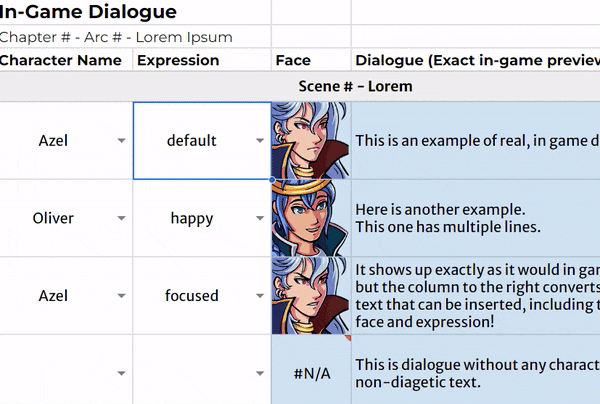 In-Game Dialogue
Chapter # - Arc # - Lorem Ipsum
Character Name Expression Face Dialogue (Exact in-game preview
Scene # - Lorem
Azel default This is an example of real, in game d
Oliver happy Here is another example.
This one has multiple lines.
Azel focused It shows up exactly as it would in gam
but the column to the right converts
text that can be inserted, including t
face and expression!
#N/A This is dialogue without any charact
non-diagetic text.